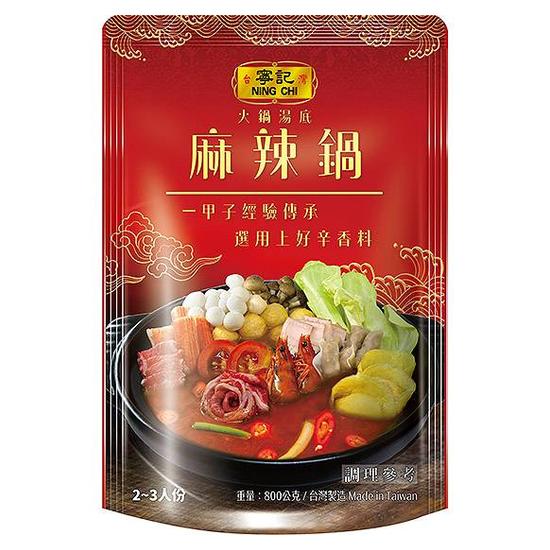 台 寧記 灣
NING CHI
火鍋湯底
麻辣鍋
一甲子經驗傳承
選用上好辛香料
調理參考
2~3人份
重量：800公克/台灣製造 Made in Taiwan